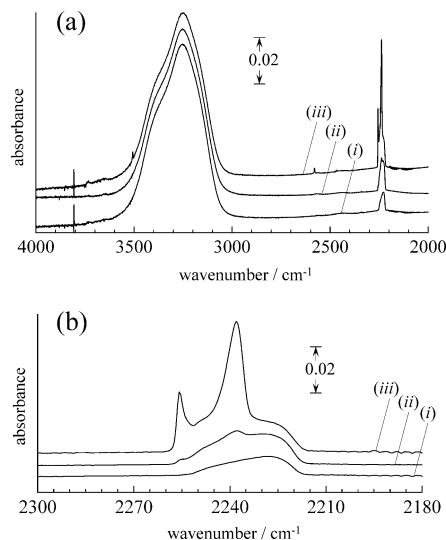 (a)
0.02
(iii)
(ii)
(i)
absorbance
4000 3500 3000 2500 2000
wavenumber / cm-1
(b)
0.02
(iii)
(ii)
(i)
absorbance
2300 2270 2240 2210 2180
wavenumber / cm-1